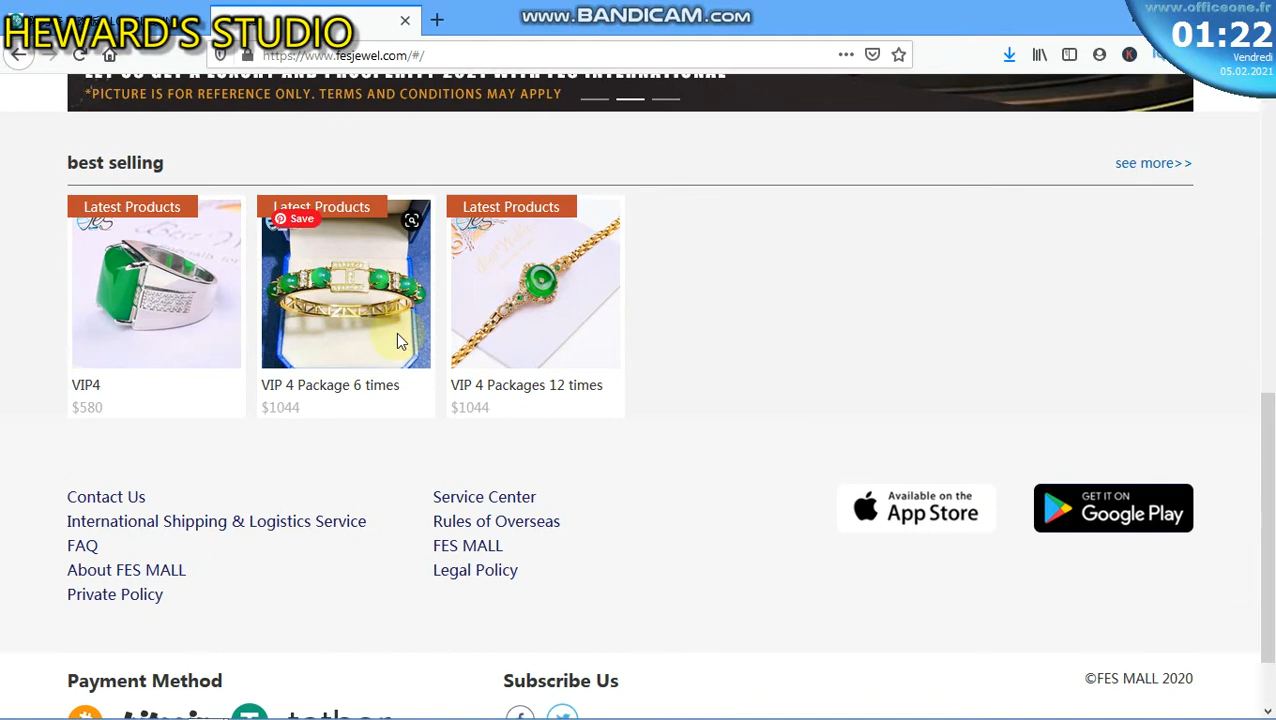 WWW.BANDICAM.COM
www.officeone.fr
HEWARD'S STUDIO
01:22
Vendredi
05.02.2021
https://www.fesjewel.com/#/
LET US GET A LUXURY AND PROSPERITY 2021 WITH FES INTERNATIONAL
*PICTURE IS FOR REFERENCE ONLY. TERMS AND CONDITIONS MAY APPLY
best selling
see more>>
Latest Products
Latest Products
Latest Products
Save
VIP4
VIP 4 Package 6 times
VIP 4 Packages 12 times
$580
$1044
$1044
Contact Us
International Shipping & Logistics Service
FAQ
About FES MALL
Private Policy
Service Center
Rules of Overseas
FES MALL
Legal Policy
Available on the
App Store
GET IT ON
Google Play
Payment Method
Subscribe Us
©FES MALL 2020